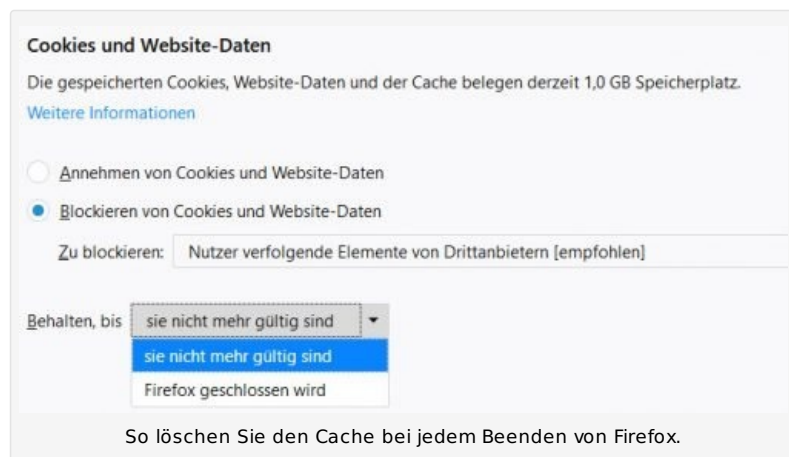 Cookies und Website-Daten
Die gespeicherten Cookies, Website-Daten und der Cache belegen derzeit 1,0 GB Speicherplatz.
Weitere Informationen
Annehmen von Cookies und Website-Daten
Blockieren von Cookies und Website-Daten
Zu blockieren: Nutzer verfolgende Elemente von Drittanbietern [empfohlen]
Behalten, bis sie nicht mehr gültig sind
sie nicht mehr gültig sind
Firefox geschlossen wird
So löschen Sie den Cache bei jedem Beenden von Firefox.